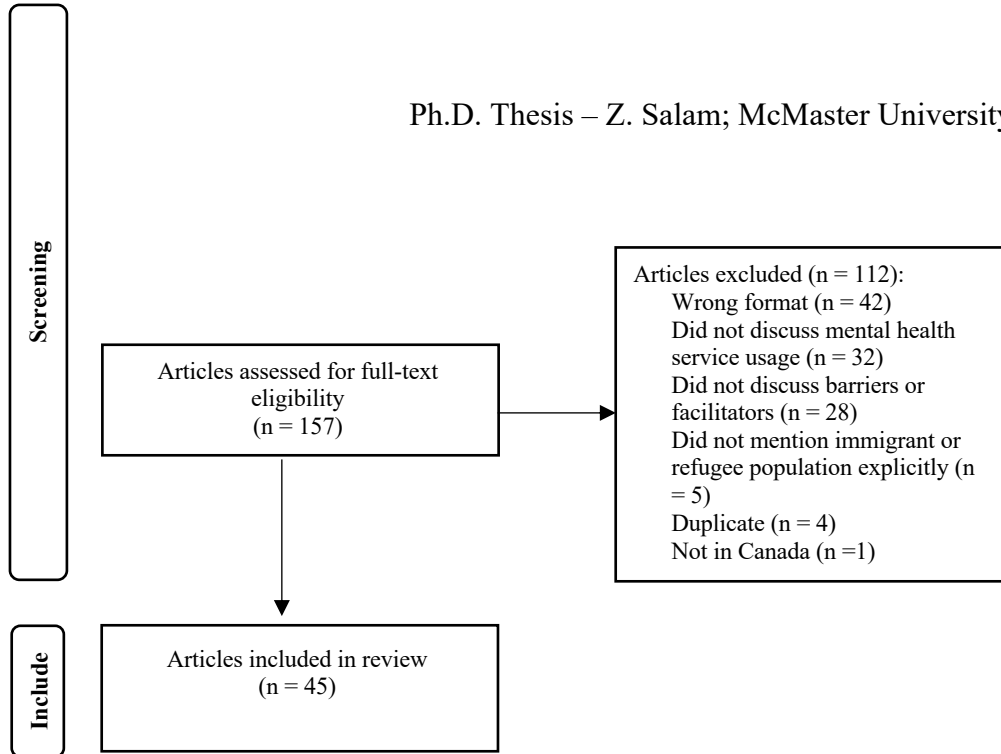 Ph.D. Thesis – Z. Salam; McMaster University
Screening
Articles assessed for full-text
eligibility
(n = 157)
Articles excluded (n = 112):
Wrong format (n = 42)
Did not discuss mental health
service usage (n = 32)
Did not discuss barriers or
facilitators (n = 28)
Did not mention immigrant or
refugee population explicitly (n
= 5)
Duplicate (n = 4)
Not in Canada (n =1)
Include
Articles included in review
(n = 45)